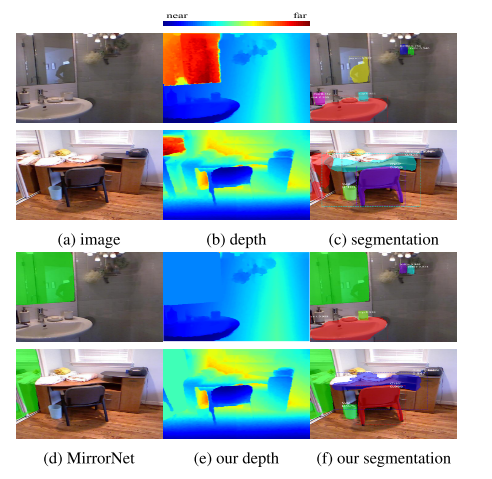 near far
(a) image (b) depth (c) segmentation
(d) MirrorNet (e) our depth (f) our segmentation